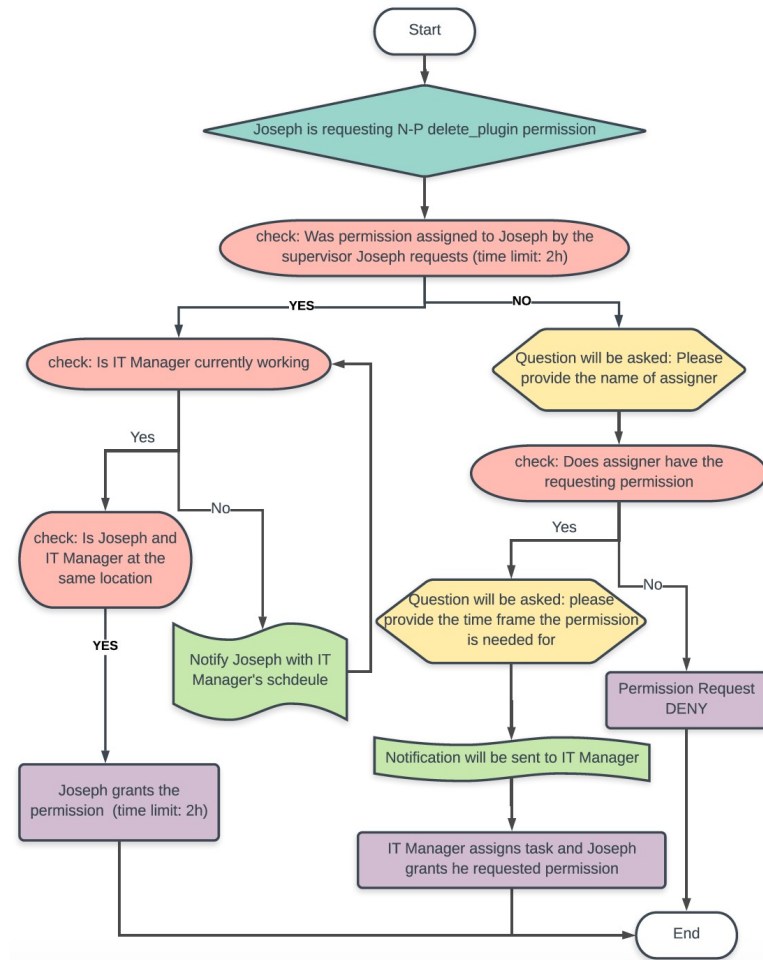 Start
Joseph is requesting N-P delete_plugin permission
check: Was permission assigned to Joseph by the
supervisor Joseph requests (time limit: 2h)
YES
NO
check: Is IT Manager currently working
Question will be asked: Please
provide the name of assigner
Yes
check: Does assigner have the
requesting permission
No
check: Is Joseph and
IT Manager at the
same location
Yes
No
Question will be asked: please
provide the time frame the permission
is needed for
YES
Notify Joseph with IT
Manager's schdeule
Permission Request
DENY
Notification will be sent to IT Manager
Joseph grants the
permission (time limit: 2h)
IT Manager assigns task and Joseph
grants he requested permission
End